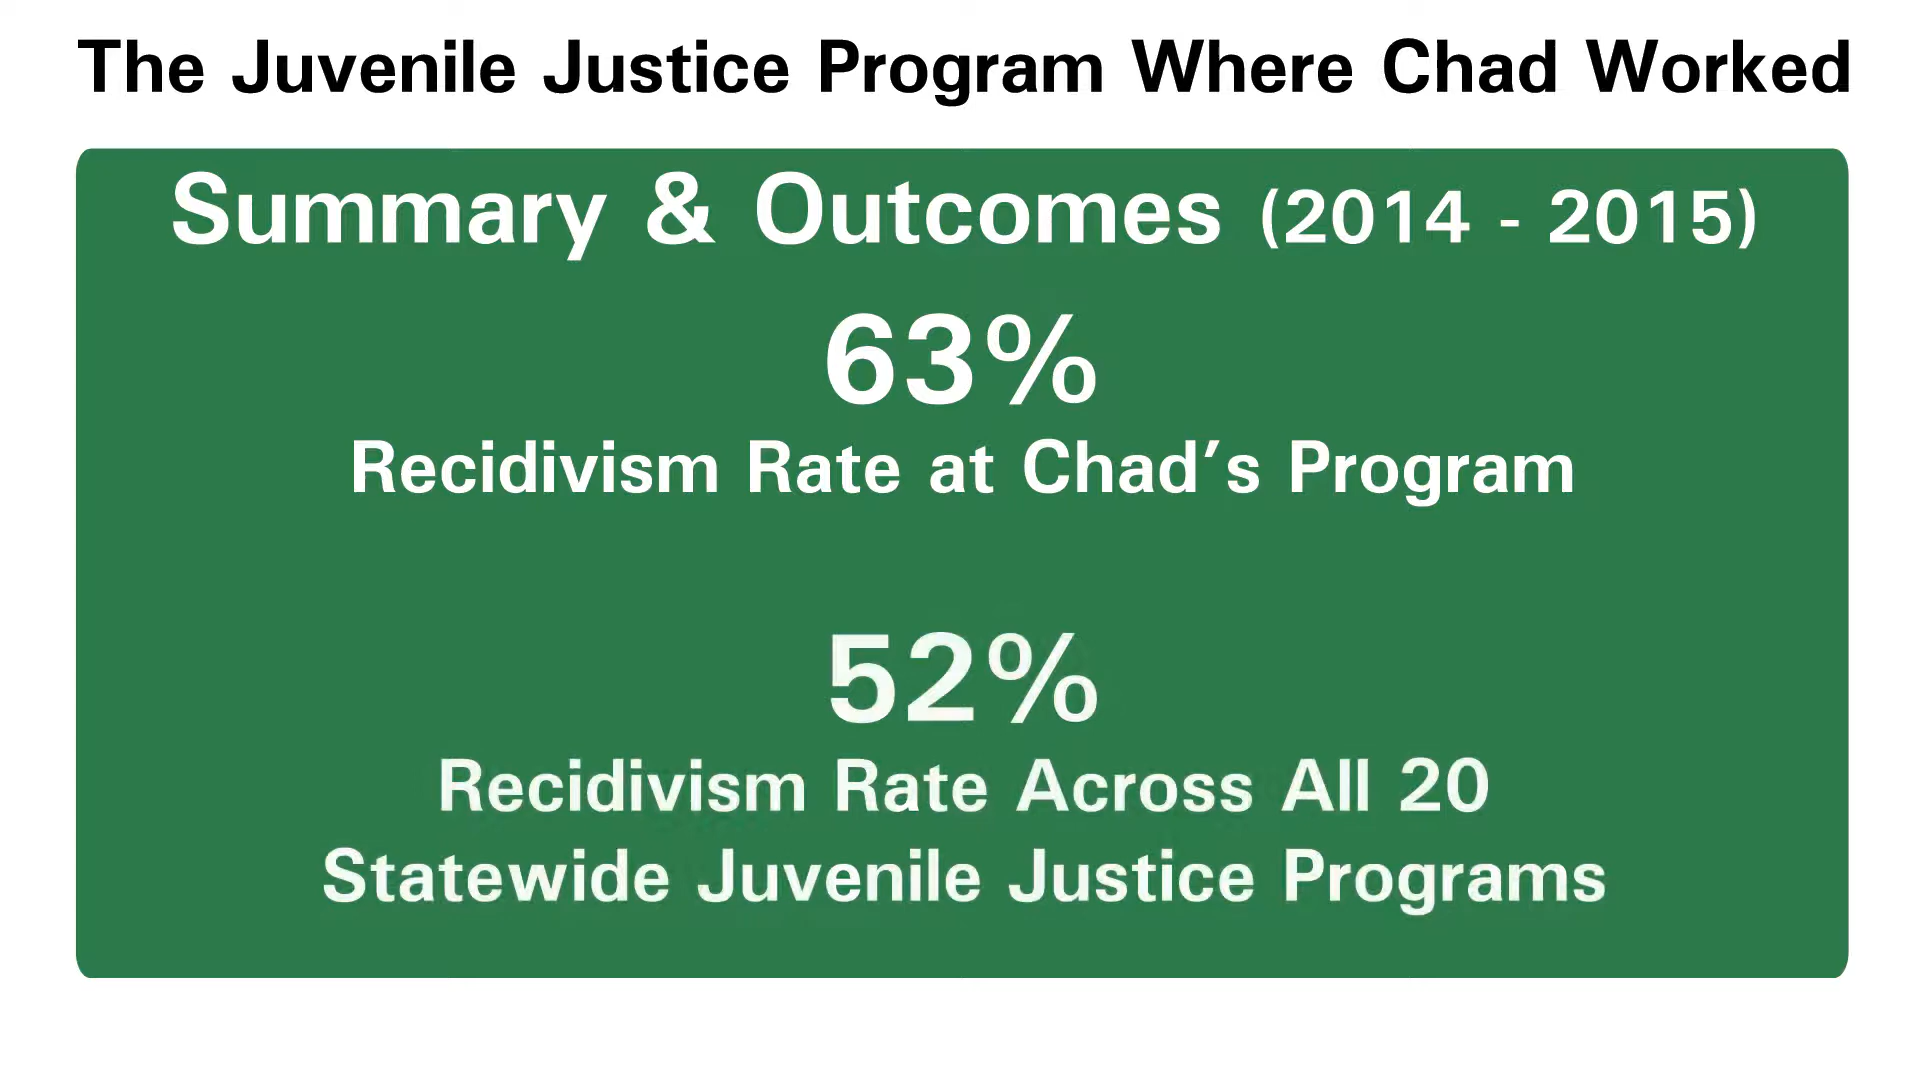 The Juvenile Justice Program Where Chad Worked
Summary & Outcomes (2014 - 2015)
63%
Recidivism Rate at Chad’s Program
52%
Recidivism Rate Across All 20
Statewide Juvenile Justice Programs